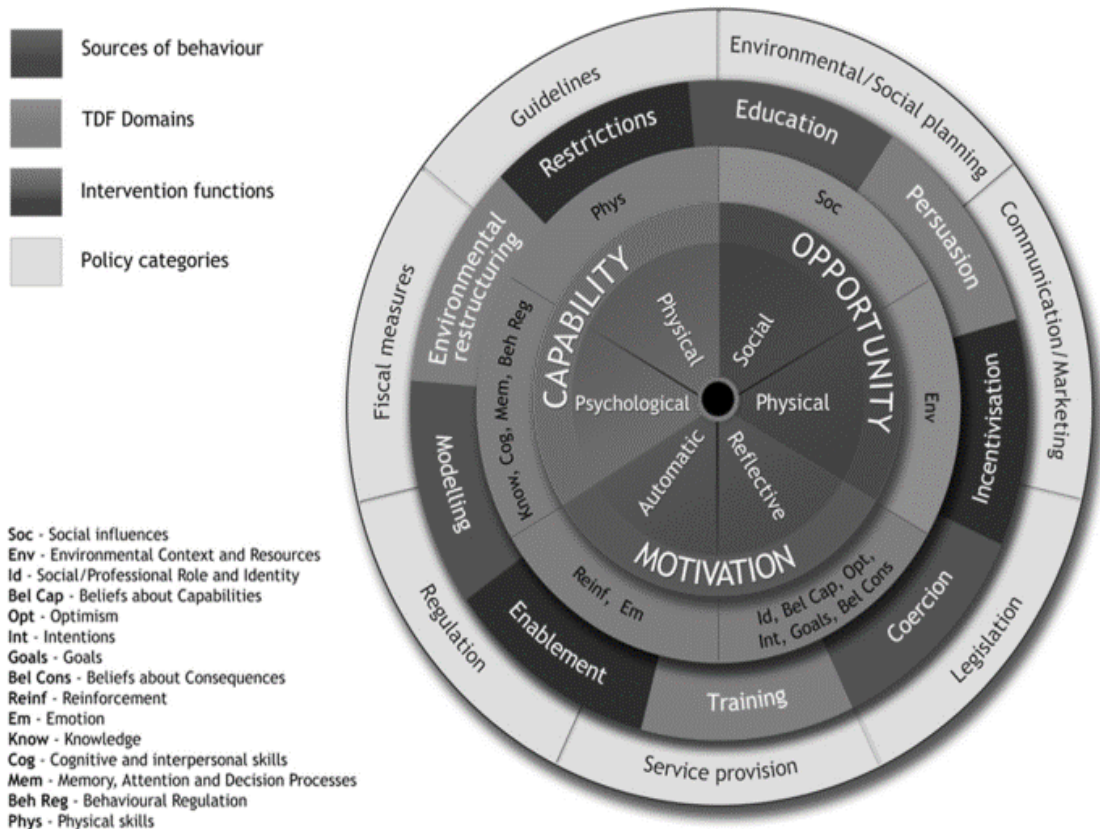 Sources of behaviour
TDF Domains
Intervention functions
Policy categories
Guidelines
Environmental/Social planning
Communication/Marketing
Legislation
Service provision
Regulation
Fiscal measures
Restrictions
Education
Persuasion
Incentivisation
Coercion
Training
Enablement
Modelling
Environmental
restructuring
Phys
Soc
Env
Id, Bel Cap, Opt,
Int, Goals, Bel Cons
Reinf, Em
Know, Cog, Mem, Beh Reg
CAPABILITY
OPPORTUNITY
MOTIVATION
Physical
Social
Physical
Reflective
Automatic
Psychological
Soc - Social influences
Env - Environmental Context and Resources
Id - Social/Professional Role and Identity
Bel Cap - Beliefs about Capabilities
Opt - Optimism
Int - Intentions
Goals - Goals
Bel Cons - Beliefs about Consequences
Reinf - Reinforcement
Em - Emotion
Know - Knowledge
Cog - Cognitive and interpersonal skills
Mem - Memory, Attention and Decision Processes
Beh Reg - Behavioural Regulation
Phys - Physical skills